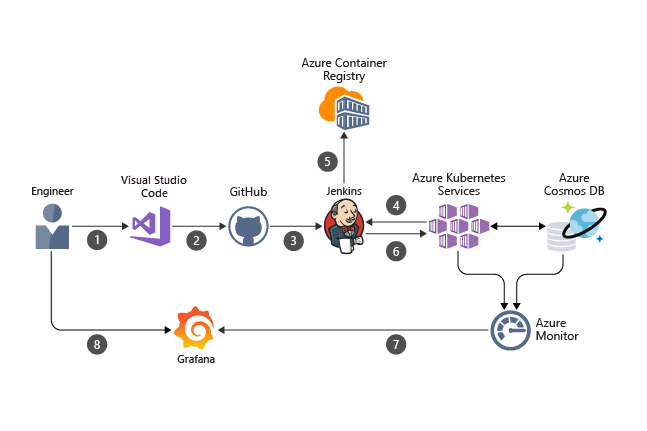 Azure Container
Registry
5
Engineer
Visual Studio
Code
GitHub
Jenkins
Azure Kubernetes
Services
Azure
Cosmos DB
1
2
3
4
6
8
Grafana
7
Azure
Monitor